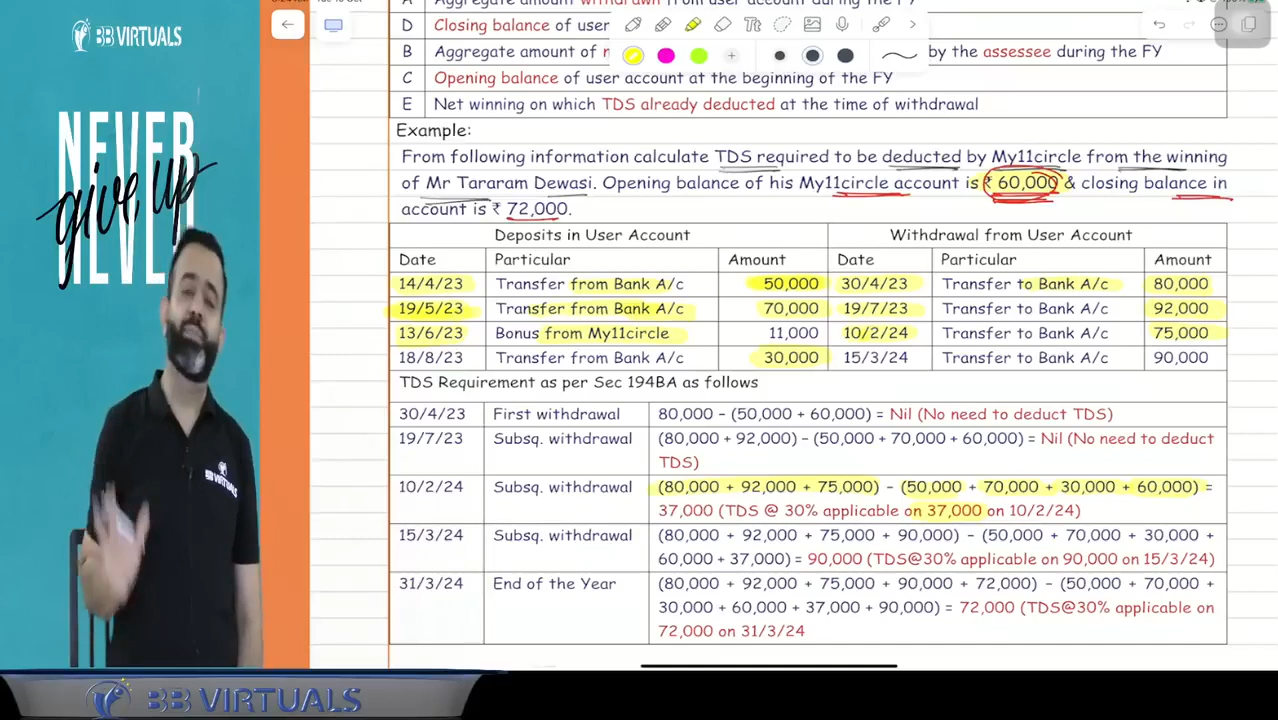 BB VIRTUALS
NEVER
give up
NEVER
A Aggregate amount withdrawn from user account during the FY
D Closing balance of user
B Aggregate amount of by the assessee during the FY
C Opening balance of user account at the beginning of the FY
E Net winning on which TDS already deducted at the time of withdrawal
Example:
From following information calculate TDS required to be deducted by My11circle from the winning
of Mr Tararam Dewasi. Opening balance of his My11circle account is ₹ 60,000 & closing balance in
account is ₹ 72,000.
Deposits in User Account Withdrawal from User Account
Date Particular Amount Date Particular Amount
14/4/23 Transfer from Bank A/c 50,000 30/4/23 Transfer to Bank A/c 80,000
19/5/23 Transfer from Bank A/c 70,000 19/7/23 Transfer to Bank A/c 92,000
13/6/23 Bonus from My11circle 11,000 10/2/24 Transfer to Bank A/c 75,000
18/8/23 Transfer from Bank A/c 30,000 15/3/24 Transfer to Bank A/c 90,000
TDS Requirement as per Sec 194BA as follows
30/4/23 First withdrawal 80,000 – (50,000 + 60,000) = Nil (No need to deduct TDS)
19/7/23 Subsq. withdrawal (80,000 + 92,000) – (50,000 + 70,000 + 60,000) = Nil (No need to deduct
TDS)
10/2/24 Subsq. withdrawal (80,000 + 92,000 + 75,000) – (50,000 + 70,000 + 30,000 + 60,000) =
37,000 (TDS @ 30% applicable on 37,000 on 10/2/24)
15/3/24 Subsq. withdrawal (80,000 + 92,000 + 75,000 + 90,000) – (50,000 + 70,000 + 30,000 +
60,000 + 37,000) = 90,000 (TDS@30% applicable on 90,000 on 15/3/24)
31/3/24 End of the Year (80,000 + 92,000 + 75,000 + 90,000 + 72,000) – (50,000 + 70,000 +
30,000 + 60,000 + 37,000 + 90,000) = 72,000 (TDS@30% applicable on
72,000 on 31/3/24
BB VIRTUALS
BB VIRTUALS